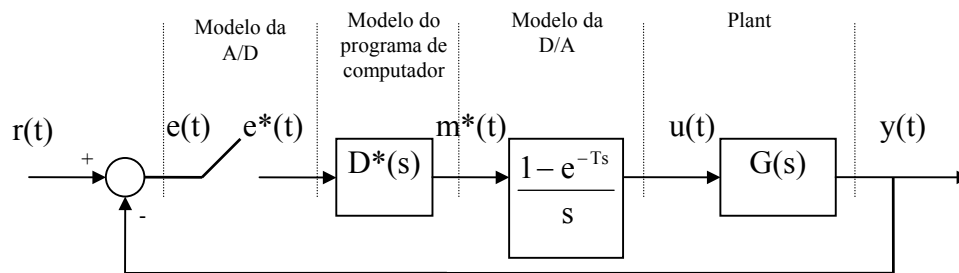 Modelo da
A/D
Modelo do
programa de
computador
Modelo da
D/A
Plant
r(t)
e(t)
e*(t)
m*(t)
u(t)
y(t)
+
-
D*(s)
1 − e^{−Ts}
s
G(s)